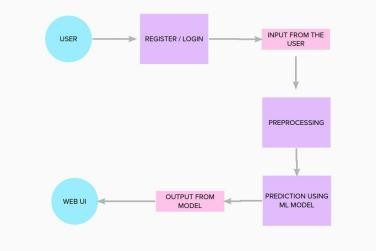 USER
REGISTER / LOGIN
INPUT FROM THE
USER
PREPROCESSING
PREDICTION USING
ML MODEL
OUTPUT FROM
MODEL
WEB UI